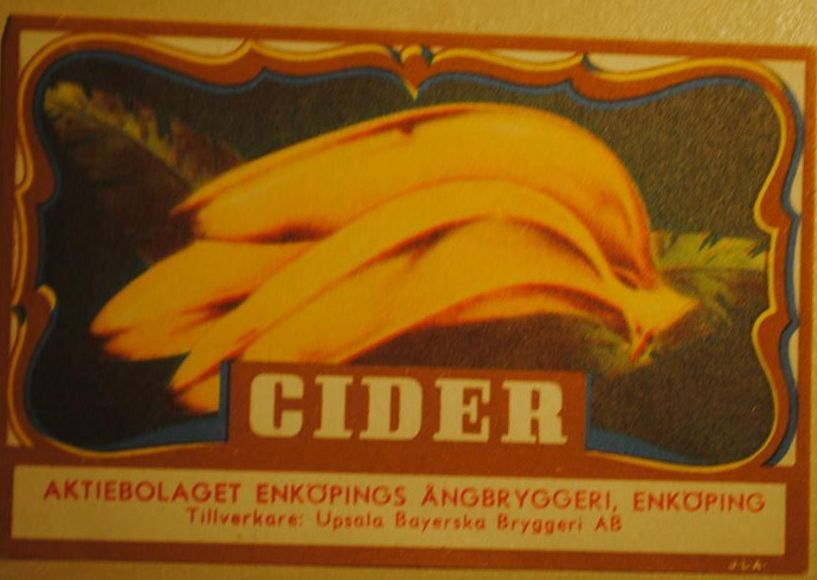 CIDER
AKTIEBOLAGET ENKÖPINGS ÅNGBRYGGERI, ENKÖPING
Tillverkare: Upsala Bayerska Bryggeri AB
J.L.A.